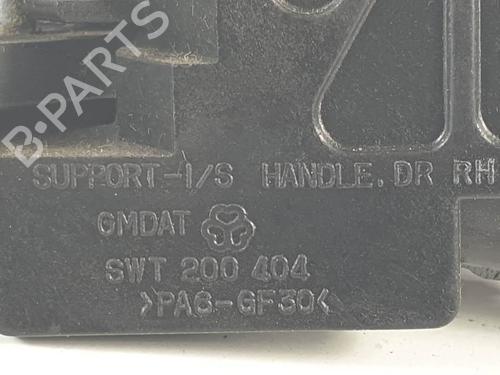 B-PARTS
SUPPORT-I/S HANDLE.DR RH
GMDAT
SWT 200 404
>PA6-GF30<